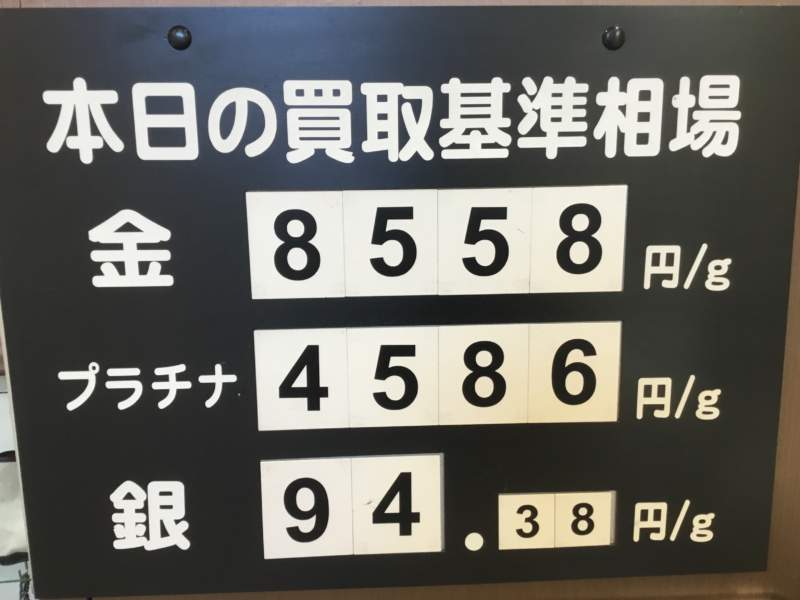 本日の買取基準相場
金 8558 円/g
プラチナ 4586 円/g
銀 94.38 円/g